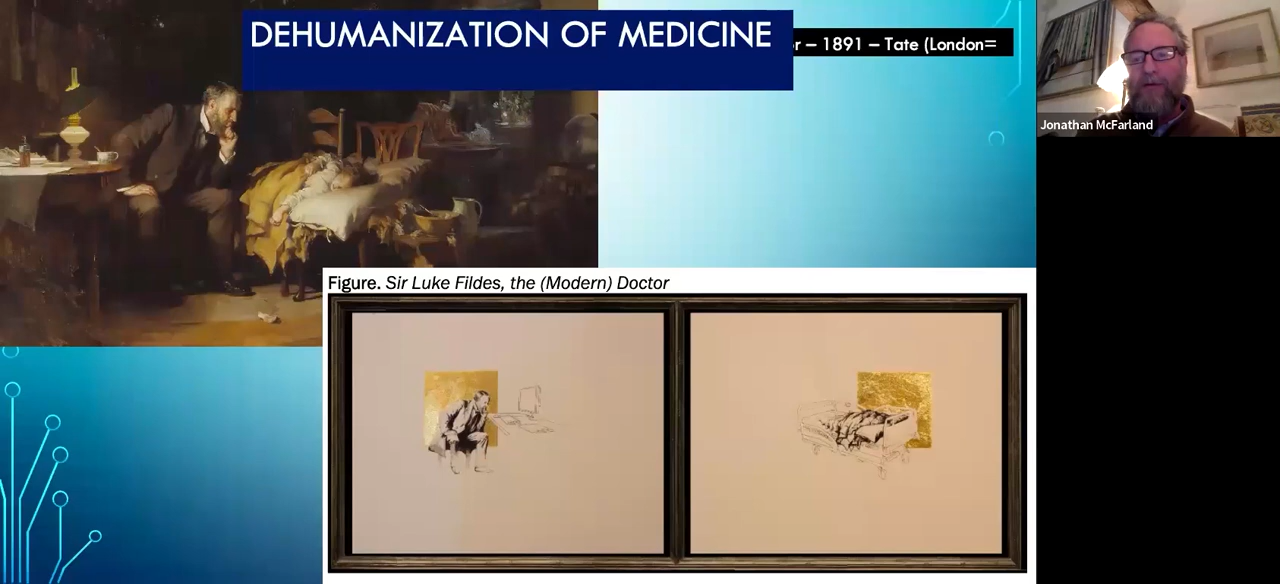 DEHUMANIZATION OF MEDICINE
r – 1891 – Tate (London=
Jonathan McFarland
Figure. Sir Luke Fildes, the (Modern) Doctor